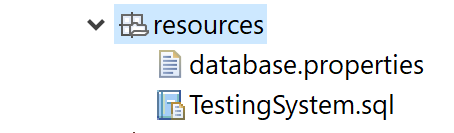 resources
database.properties
TestingSystem.sql